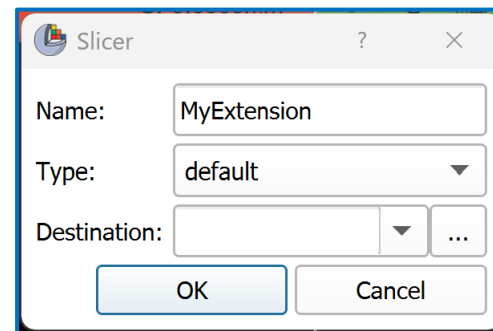 Slicer ?
Name: MyExtension
Type: default
Destination: ...
OK Cancel